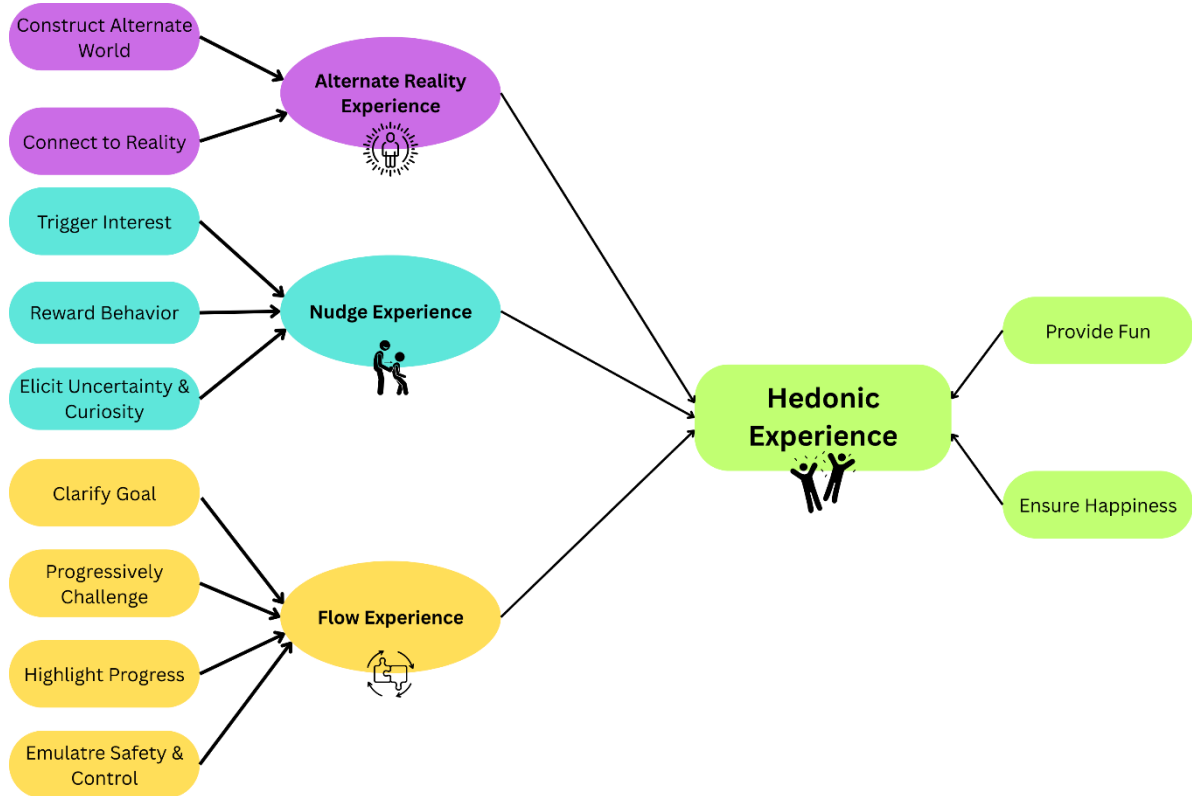 Construct Alternate
World
Connect to Reality
Alternate Reality
Experience
Trigger Interest
Reward Behavior
Elicit Uncertainty &
Curiosity
Nudge Experience
Clarify Goal
Progressively
Challenge
Highlight Progress
Emulatre Safety &
Control
Flow Experience
Hedonic
Experience
Provide Fun
Ensure Happiness